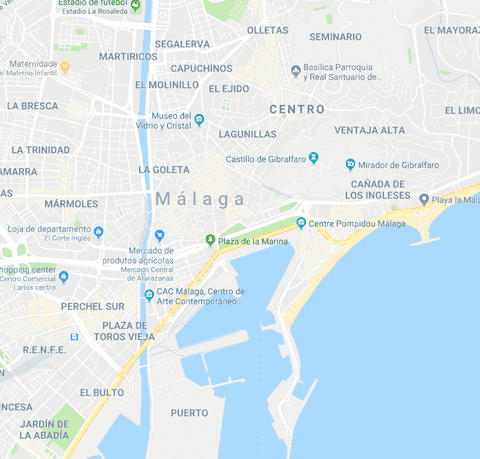 Estadio de fútbol
Estadio La Rosaleda
OLLETAS
SEMINARIO
EL MAYORAZ
SEGALERVA
MARTIRICOS
Maternidade
al Materno Infantil
CAPUCHINOS
Basílica Parroquia
y Real Santuario de...
EL MOLINILLO
EL EJIDO
LA BRESCA
CENTRO
EL LIMO
Museo del
Vidrio y Cristal
LAGUNILLAS
VENTAJA ALTA
LA TRINIDAD
Castillo de Gibralfaro
Mirador de Gibralfaro
AMARRA
LA GOLETA
CAÑADA DE
LOS INGLESES
Málaga
MÁRMOLES
Playa la Mala
Loja de departamento
El Corte Inglés
Centre Pompidou Málaga
Plaza de la Marina
Mercado de
produtos agrícolas
Mercado Central
de Atarazanas
shopping center
Centro Comercial
Larios centro
CAC Málaga, Centro de
Arte Contemporáneo...
PERCHEL SUR
PLAZA DE
TOROS VIEJA
R.E.N.F.E.
EL BULTO
PUERTO
NCESA
JARDÍN DE
LA ABADÍA